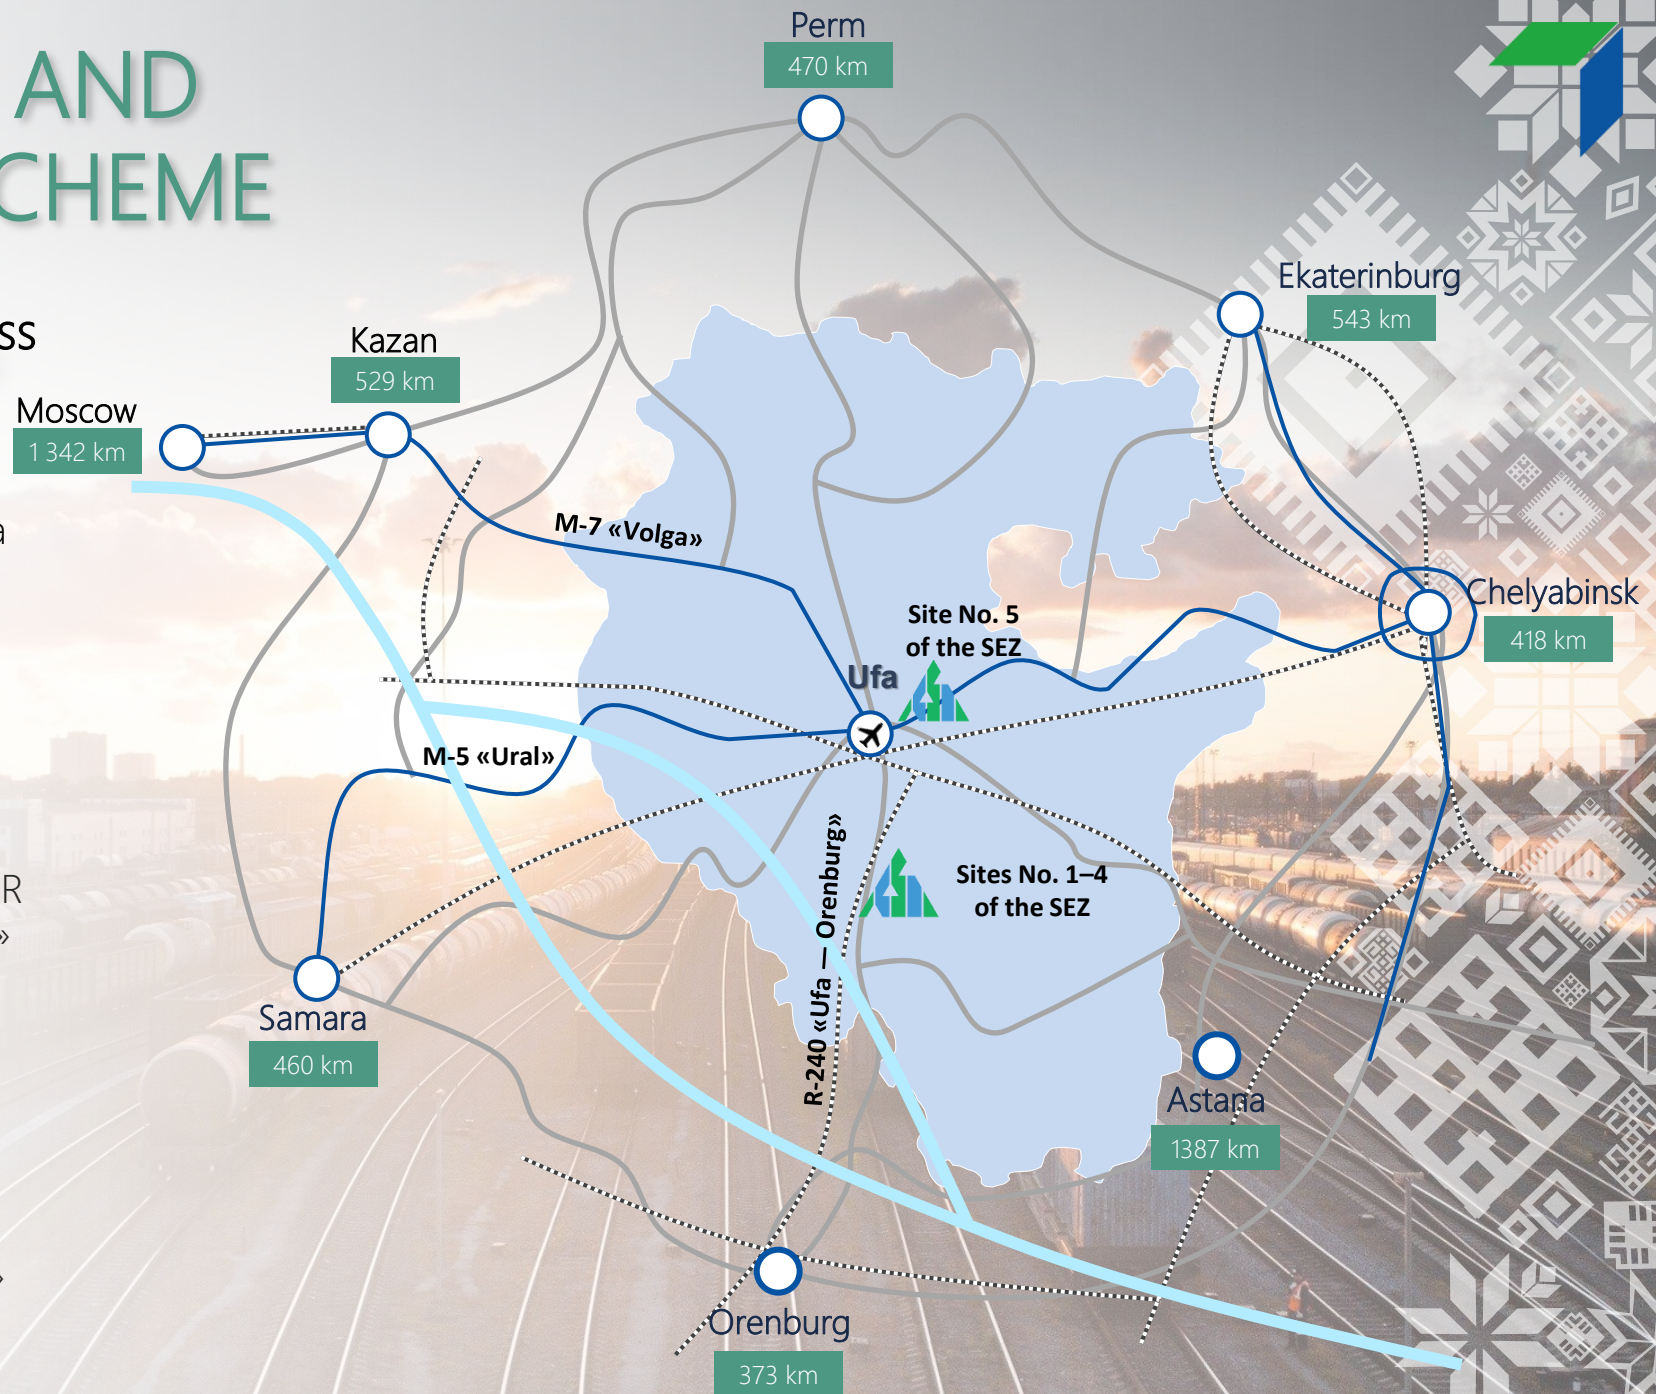 AND
CHEME
ss
a
R
»
»
Perm
470 km
Ekaterinburg
543 km
Kazan
529 km
Moscow
1 342 km
M-7 «Volga»
Chelyabinsk
418 km
Site No. 5
of the SEZ
Ufa
M-5 «Ural»
Sites No. 1–4
of the SEZ
R-240 «Ufa — Orenburg»
Samara
460 km
Astana
1387 km
Orenburg
373 km